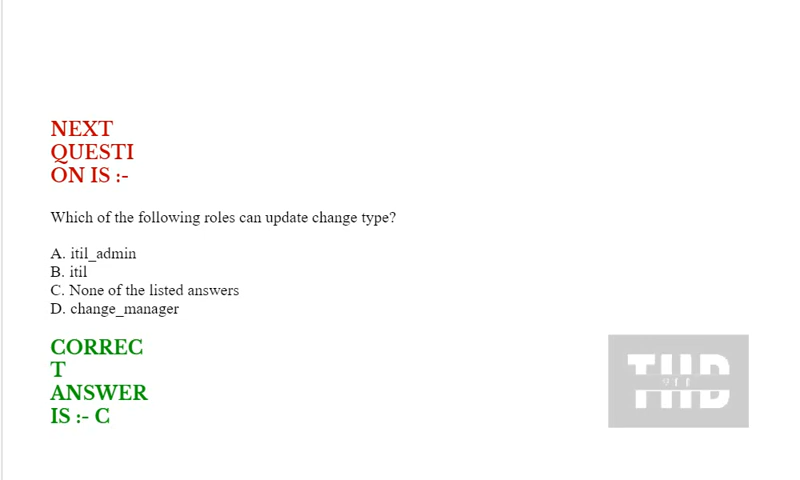 NEXT
QUESTI
ON IS :-
Which of the following roles can update change type?
A. itil_admin
B. itil
C. None of the listed answers
D. change_manager
CORREC
T
ANSWER
IS :- C
THD